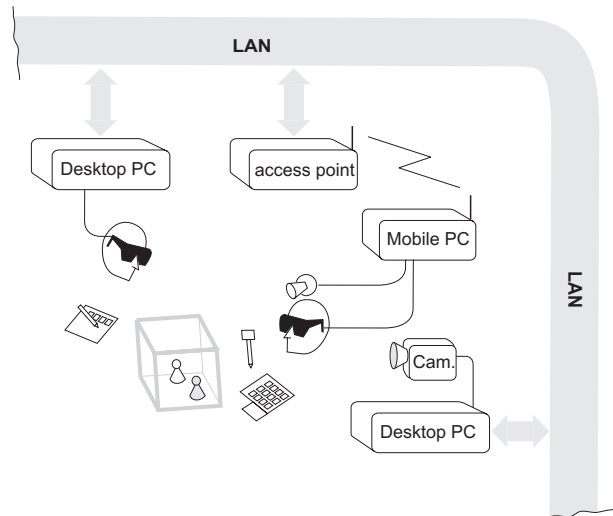 LAN
Desktop PC
access point
Mobile PC
LAN
Cam.
Desktop PC